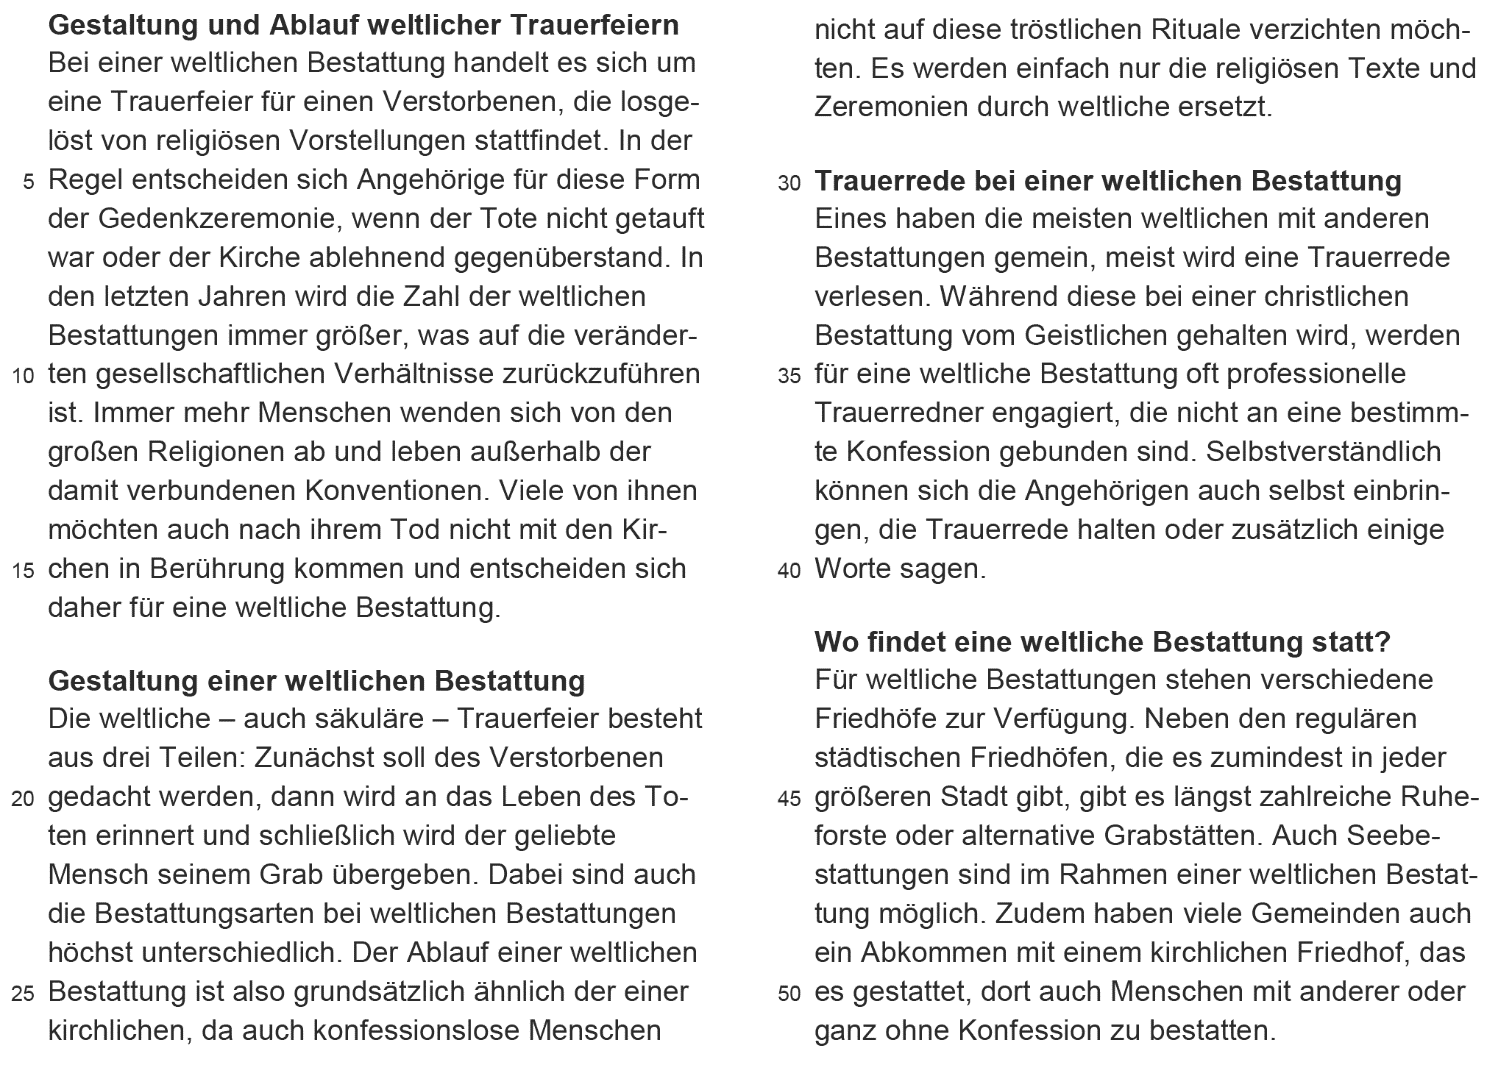 Gestaltung und Ablauf weltlicher Trauerfeiern
Bei einer weltlichen Bestattung handelt es sich um
eine Trauerfeier für einen Verstorbenen, die losge-
löst von religiösen Vorstellungen stattfindet. In der
5 Regel entscheiden sich Angehörige für diese Form
der Gedenkzeremonie, wenn der Tote nicht getauft
war oder der Kirche ablehnend gegenüberstand. In
den letzten Jahren wird die Zahl der weltlichen
Bestattungen immer größer, was auf die veränder-
10 ten gesellschaftlichen Verhältnisse zurückzuführen
ist. Immer mehr Menschen wenden sich von den
großen Religionen ab und leben außerhalb der
damit verbundenen Konventionen. Viele von ihnen
möchten auch nach ihrem Tod nicht mit den Kir-
15 chen in Berührung kommen und entscheiden sich
daher für eine weltliche Bestattung.
Gestaltung einer weltlichen Bestattung
Die weltliche – auch säkuläre – Trauerfeier besteht
aus drei Teilen: Zunächst soll des Verstorbenen
20 gedacht werden, dann wird an das Leben des To-
ten erinnert und schließlich wird der geliebte
Mensch seinem Grab übergeben. Dabei sind auch
die Bestattungsarten bei weltlichen Bestattungen
höchst unterschiedlich. Der Ablauf einer weltlichen
25 Bestattung ist also grundsätzlich ähnlich der einer
kirchlichen, da auch konfessionslose Menschen
nicht auf diese tröstlichen Rituale verzichten möch-
ten. Es werden einfach nur die religiösen Texte und
Zeremonien durch weltliche ersetzt.
30 Trauerrede bei einer weltlichen Bestattung
Eines haben die meisten weltlichen mit anderen
Bestattungen gemein, meist wird eine Trauerrede
verlesen. Während diese bei einer christlichen
Bestattung vom Geistlichen gehalten wird, werden
35 für eine weltliche Bestattung oft professionelle
Trauerredner engagiert, die nicht an eine bestimm-
te Konfession gebunden sind. Selbstverständlich
können sich die Angehörigen auch selbst einbrin-
gen, die Trauerrede halten oder zusätzlich einige
40 Worte sagen.
Wo findet eine weltliche Bestattung statt?
Für weltliche Bestattungen stehen verschiedene
Friedhöfe zur Verfügung. Neben den regulären
städtischen Friedhöfen, die es zumindest in jeder
45 größeren Stadt gibt, gibt es längst zahlreiche Ruhe-
forste oder alternative Grabstätten. Auch Seebe-
stattungen sind im Rahmen einer weltlichen Bestat-
tung möglich. Zudem haben viele Gemeinden auch
ein Abkommen mit einem kirchlichen Friedhof, das
50 es gestattet, dort auch Menschen mit anderer oder
ganz ohne Konfession zu bestatten.